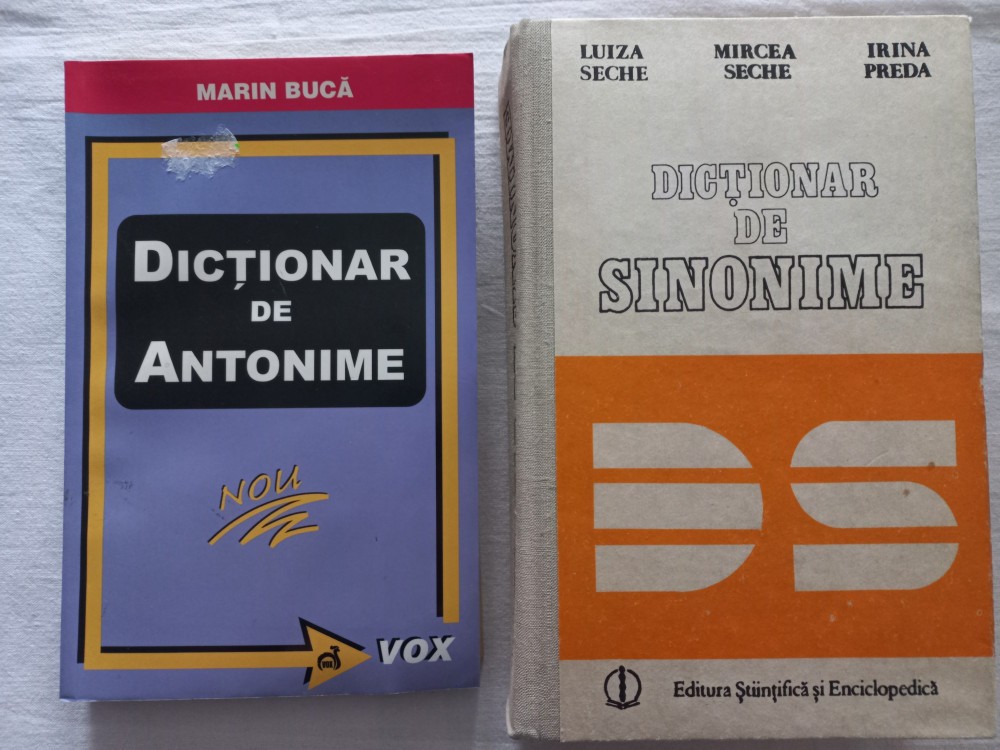 MARIN BUCĂ
DICȚIONAR
DE
ANTONIME
NOU
VOX
VOX
LUIZA SECHE
MIRCEA SECHE
IRINA PREDA
DICȚIONAR
DE
SINONIME
DS
Editura Științifică și Enciclopedică